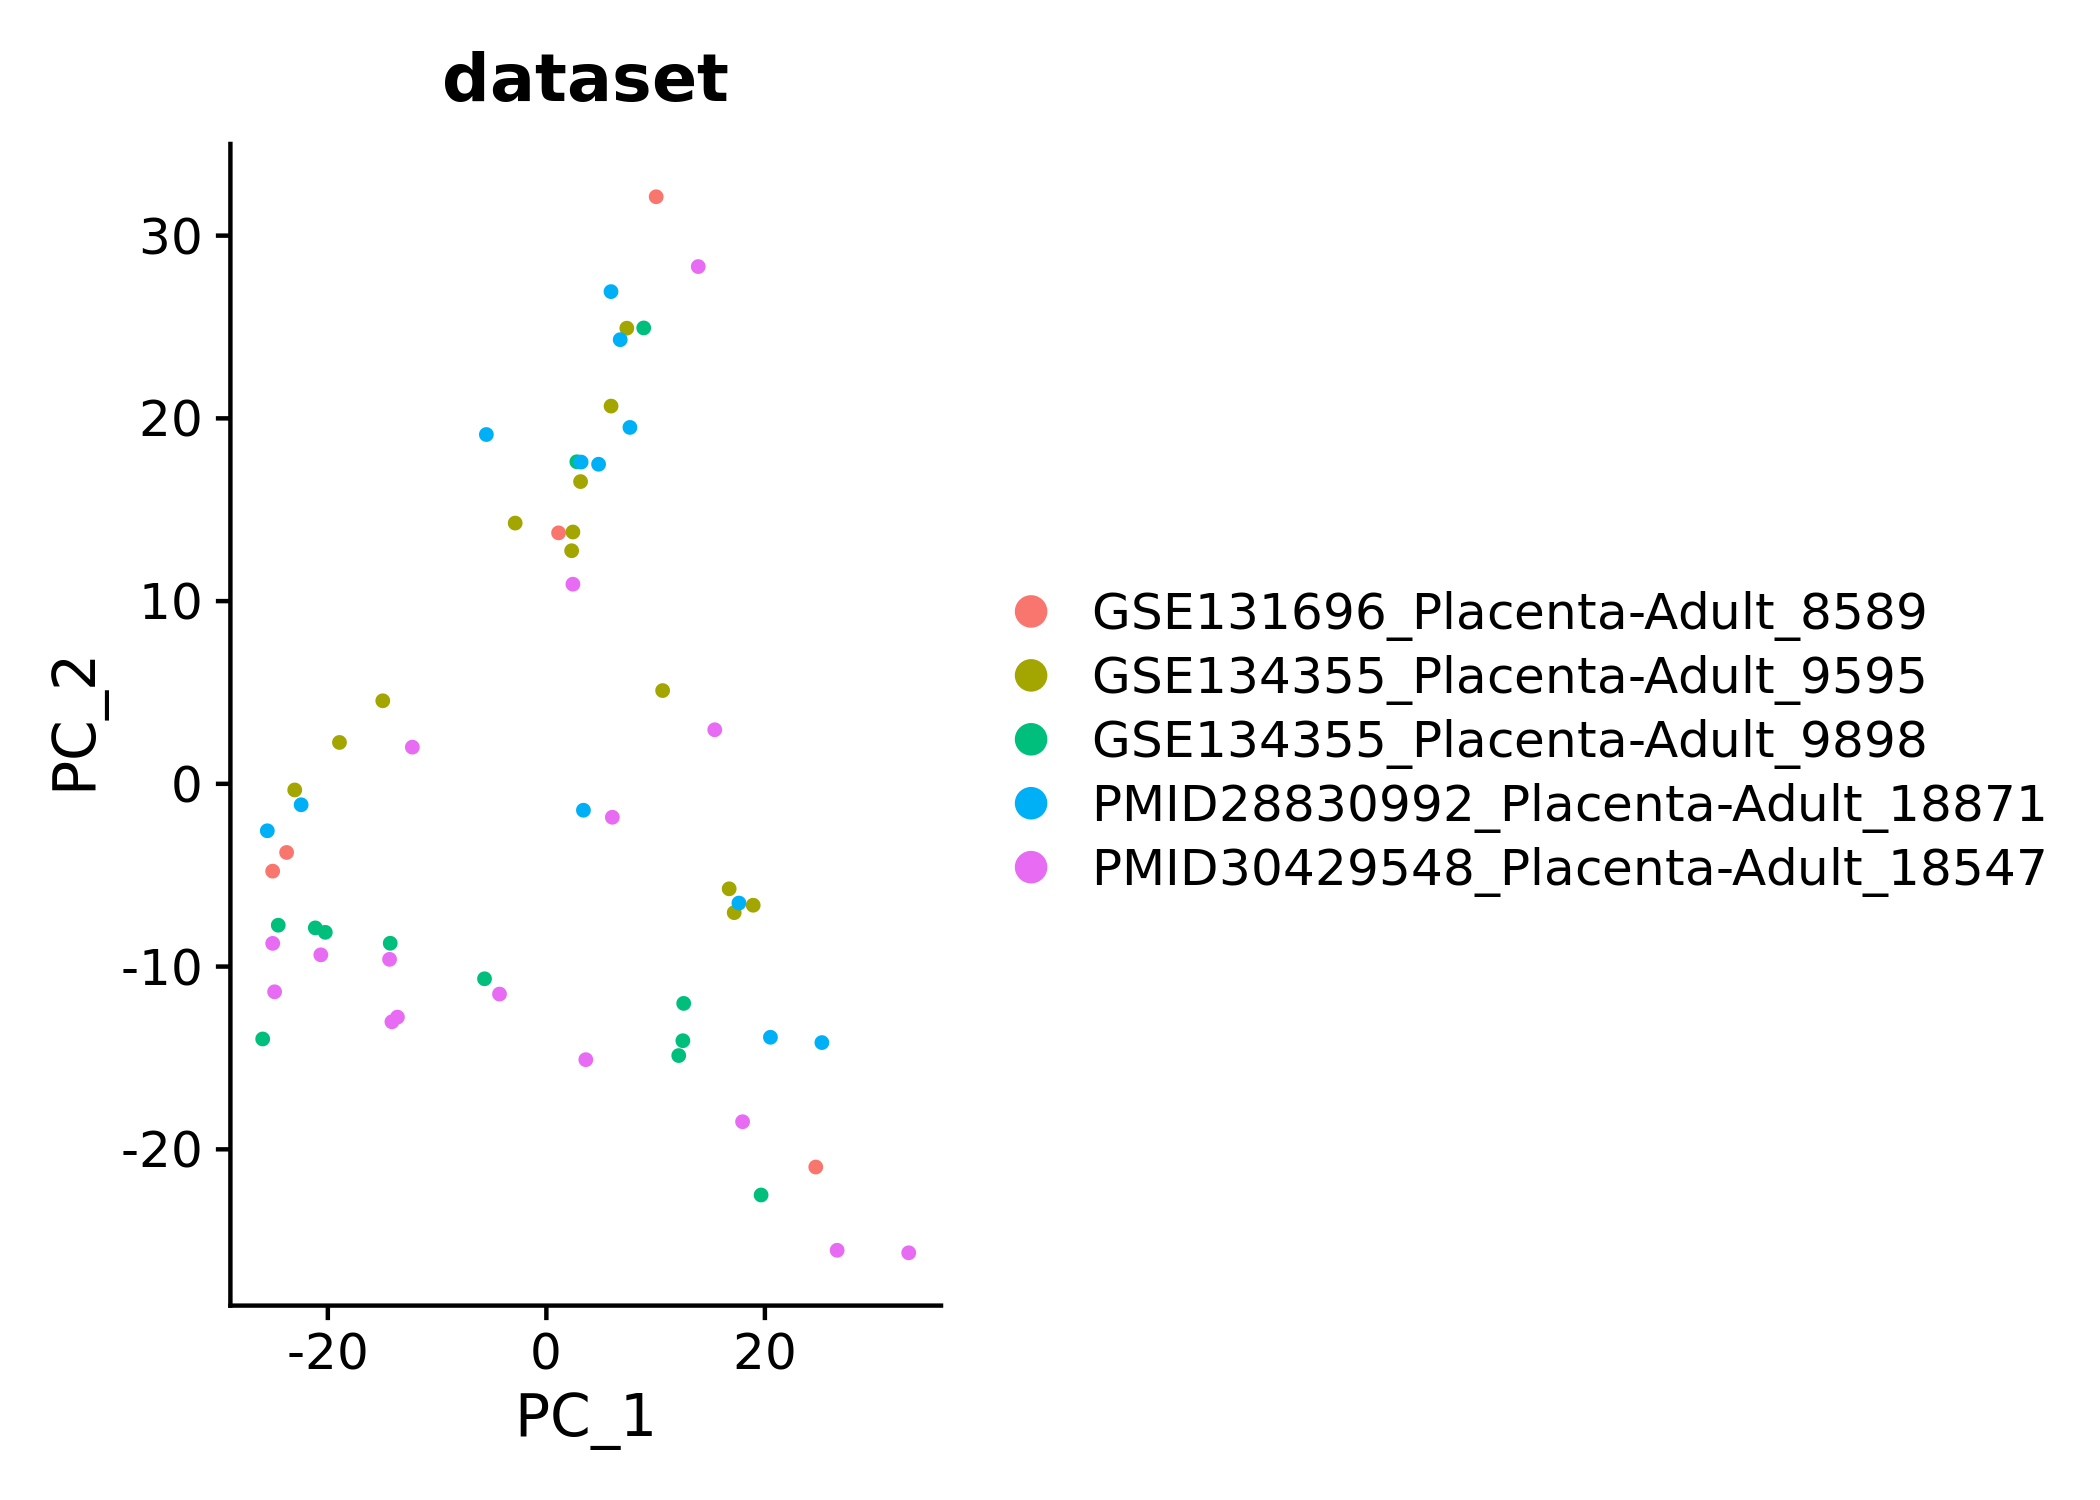 dataset
30
20
10
0
-10
-20
PC_2
-20 0 20
PC_1
GSE131696_Placenta-Adult_8589
GSE134355_Placenta-Adult_9595
GSE134355_Placenta-Adult_9898
PMID28830992_Placenta-Adult_18871
PMID30429548_Placenta-Adult_18547